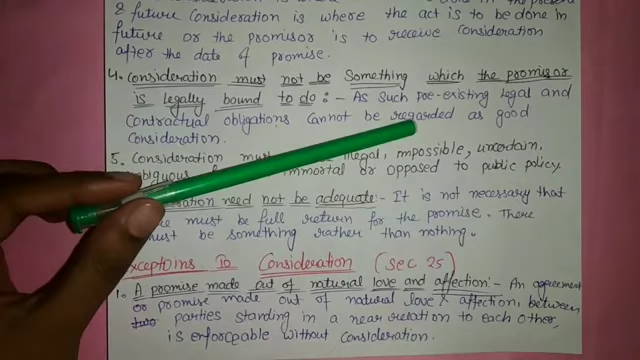 & future Consideration is where the act is to be done in
future or the promisor is to receive consideration
after the date of promise.
4. Consideration must not be Something which the promisor
is legally bound to do:- As Such pre-existing legal and
Contractual obligations cannot be regarded as good
Consideration.
5. Consideration must illegal, impossible, uncertain,
immoral or opposed to public policy
need not be adequate:- It is not necessary that
must be full return for the promise. There
must be something rather than nothing.
Exceptoins to Consideration (sec 25)
1. A promise made out of natural love and affection:- An agreement
or promise made out of natural love & affection, between
parties standing in a near relation to each other,
is enforceable without consideration.